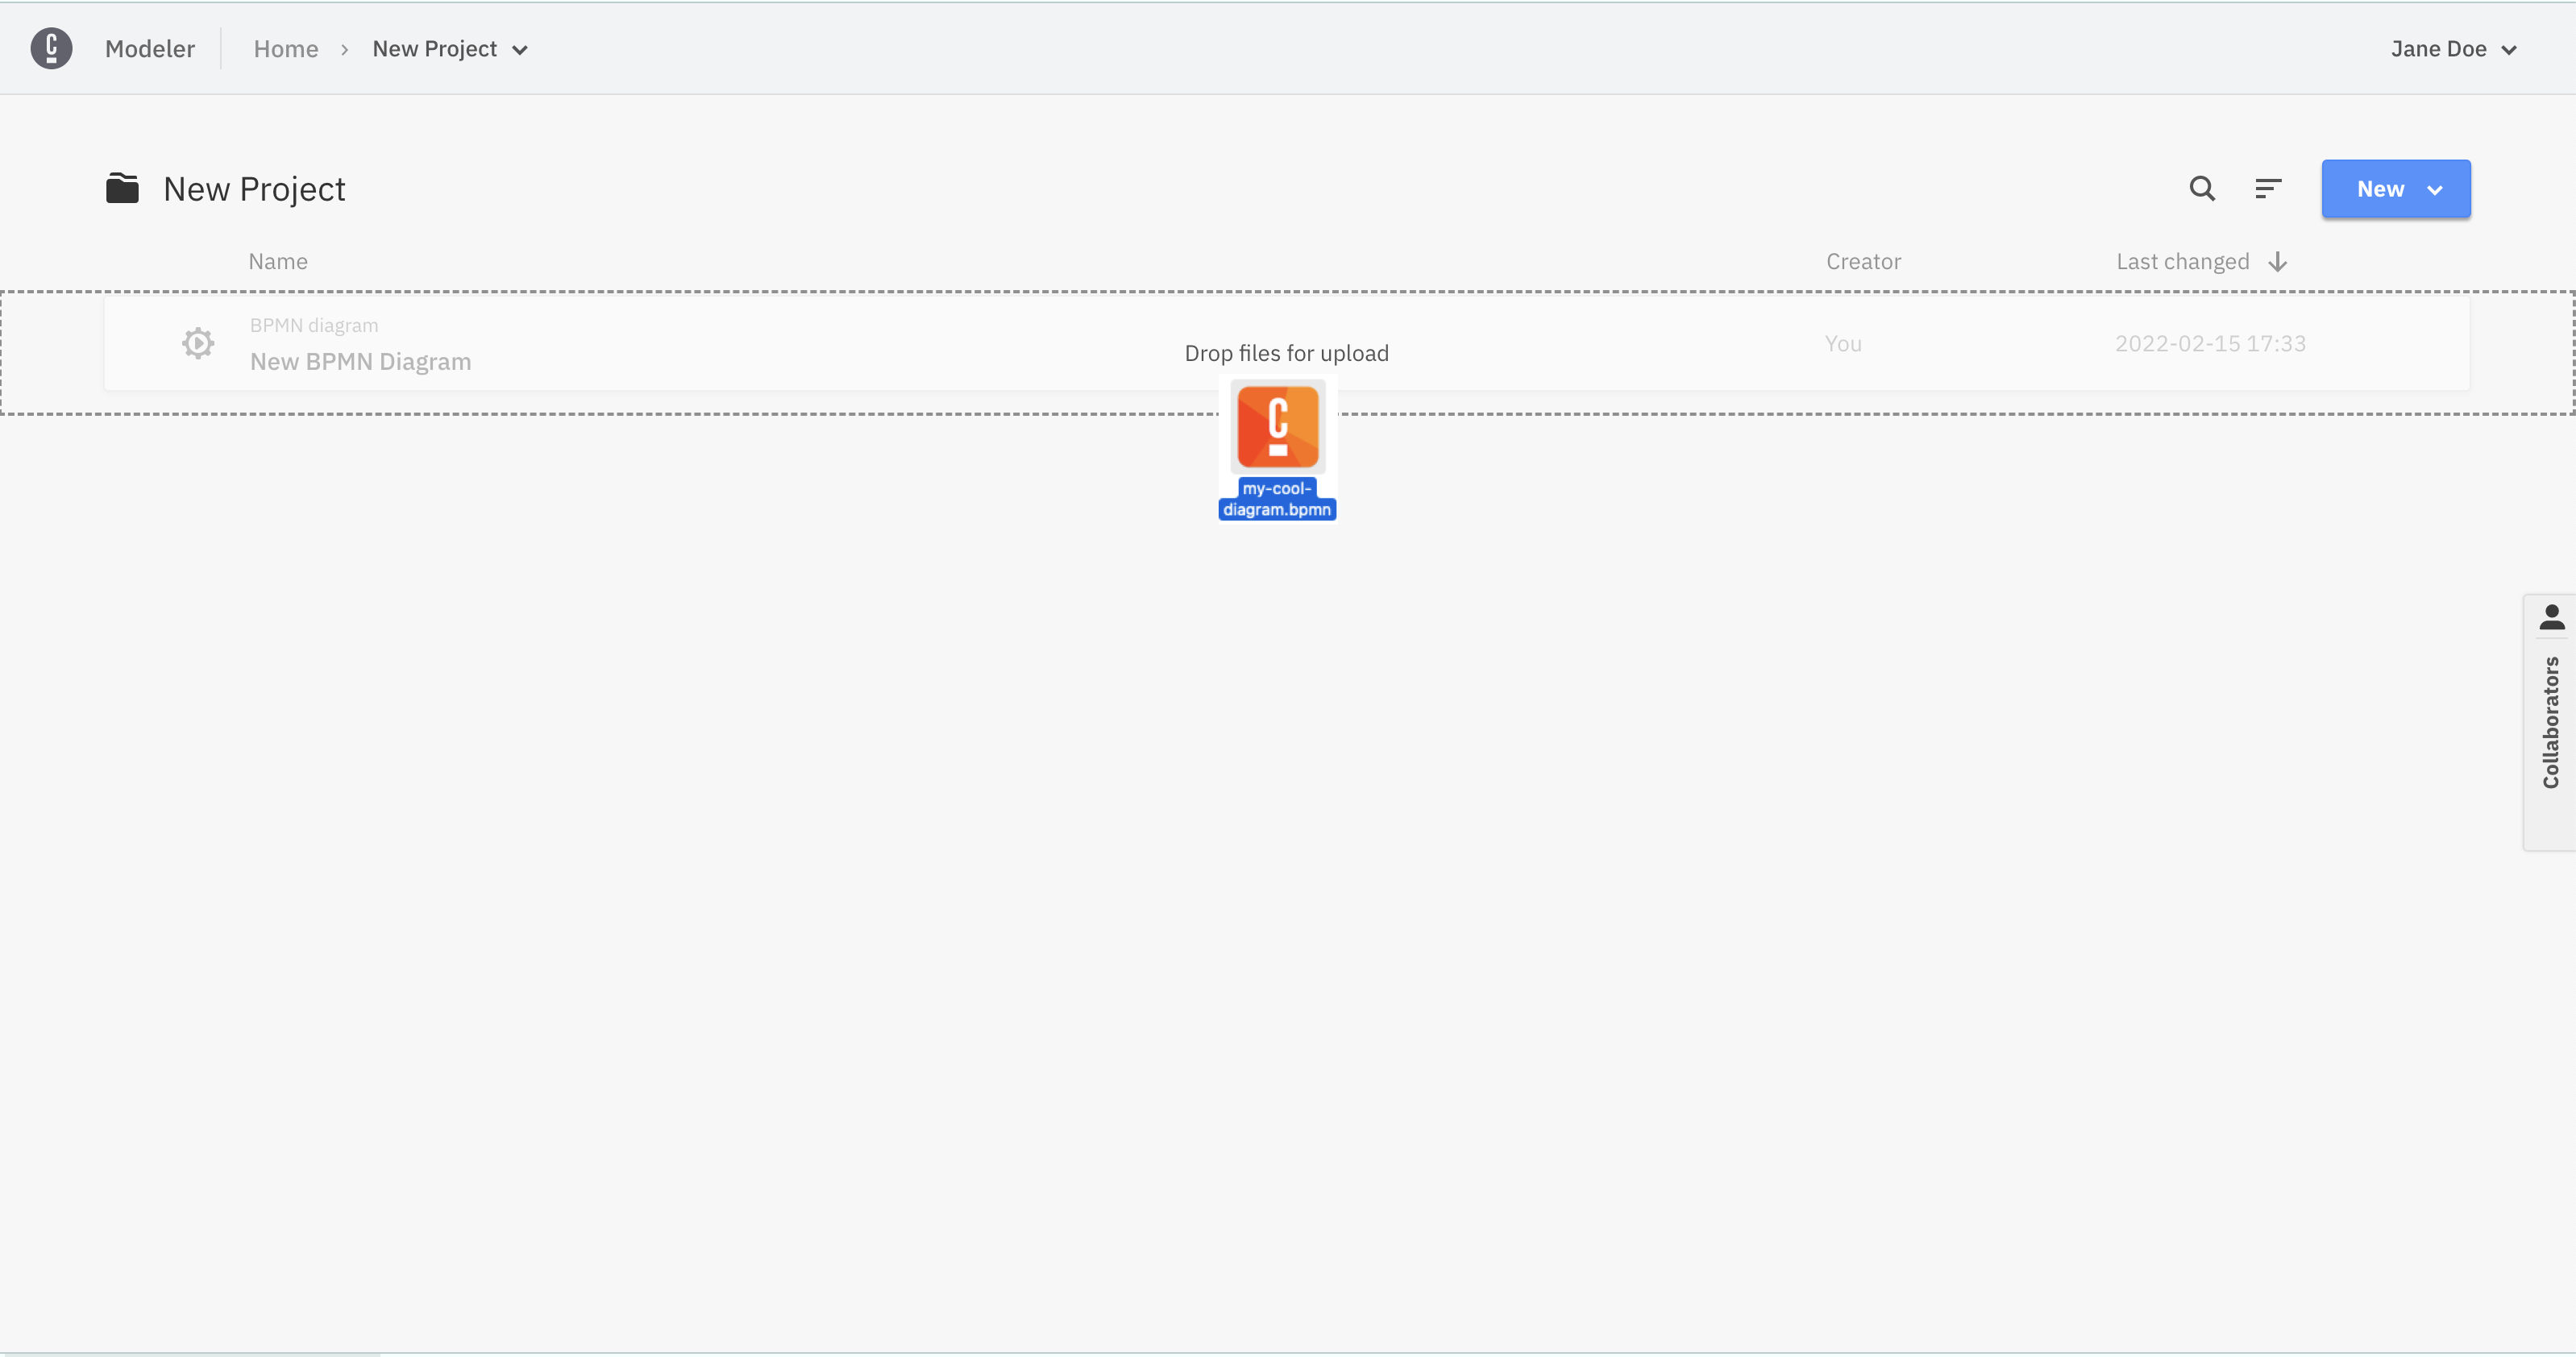 Modeler
Home
New Project
Jane Doe
New Project
New
Name
Creator
Last changed
BPMN diagram
New BPMN Diagram
Drop files for upload
You
2022-02-15 17:33
my-cool-
diagram.bpmn
Collaborators